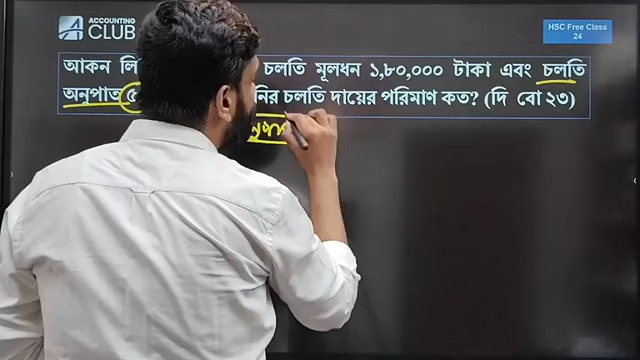 ACCOUNTING
CLUB
HSC Free Class
24
আকন লি চলতি মূলধন ১,৮০,০০০ টাকা এবং চলতি
অনুপাত ৫ নির চলতি দায়ের পরিমাণ কত? (দি বো ২৩)